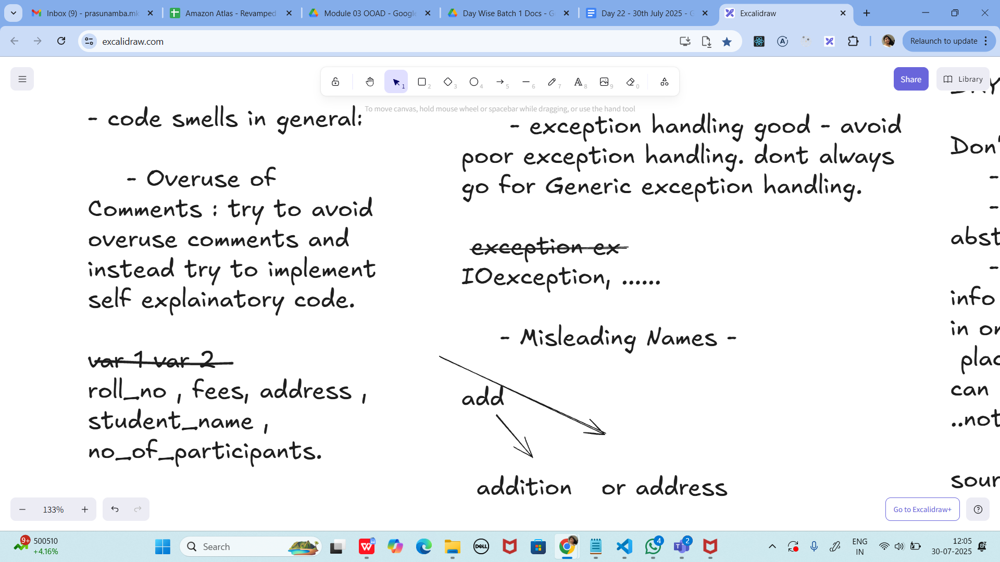 Inbox (9) - prasunamba.mk
Amazon Atlas - Revamped
Module 03 OOAD - Google
Day Wise Batch 1 Docs - G
Day 22 - 30th July 2025 - G
Excalidraw
excalidraw.com
Relaunch to update
1
2
3
4
5
6
7
8
9
0
Share
Library
To move canvas, hold mouse wheel or spacebar while dragging, or use the hand tool
- code smells in general:
- Overuse of
Comments : try to avoid
overuse comments and
instead try to implement
self explainatory code.
var 1 var 2
roll_no , fees, address ,
student_name ,
no_of_participants.
- exception handling good - avoid
poor exception handling. dont always
go for Generic exception handling.
exception ex
IOexception, ......
- Misleading Names -
add
addition or address
Don'
-
-
abst
-
info
in or
plac
can
..not
sour
133%
Go to Excalidraw+
9+
500510
+4.16%
Search
DELL
4
2
ENG
IN
12:05
30-07-2025